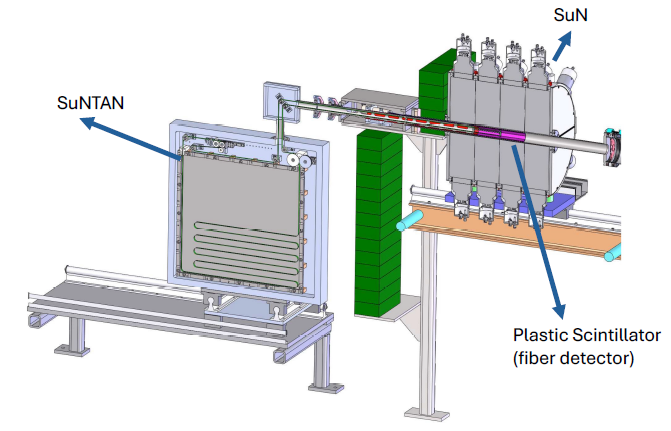 SuN
SuNTAN
Plastic Scintillator
(fiber detector)